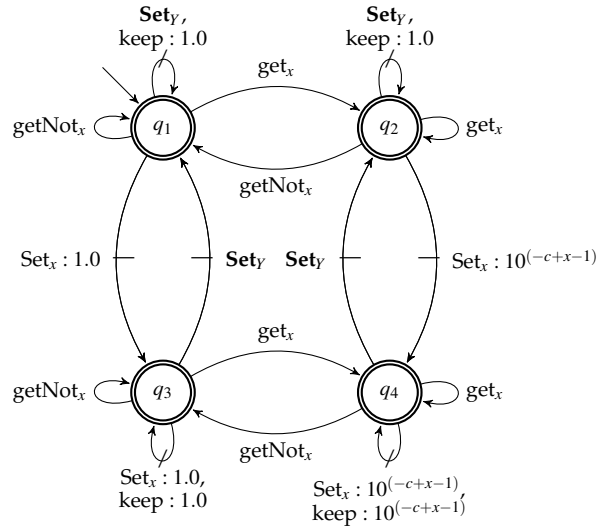 Set_Y,
keep : 1.0
Set_Y,
keep : 1.0
get_x
getNot_x
q_1
q_2
get_x
getNot_x
Set_x : 1.0
Set_Y
Set_Y
Set_x : 10^(−c+x−1)
get_x
getNot_x
q_3
q_4
get_x
getNot_x
Set_x : 1.0,
keep : 1.0
Set_x : 10^(−c+x−1),
keep : 10^(−c+x−1)